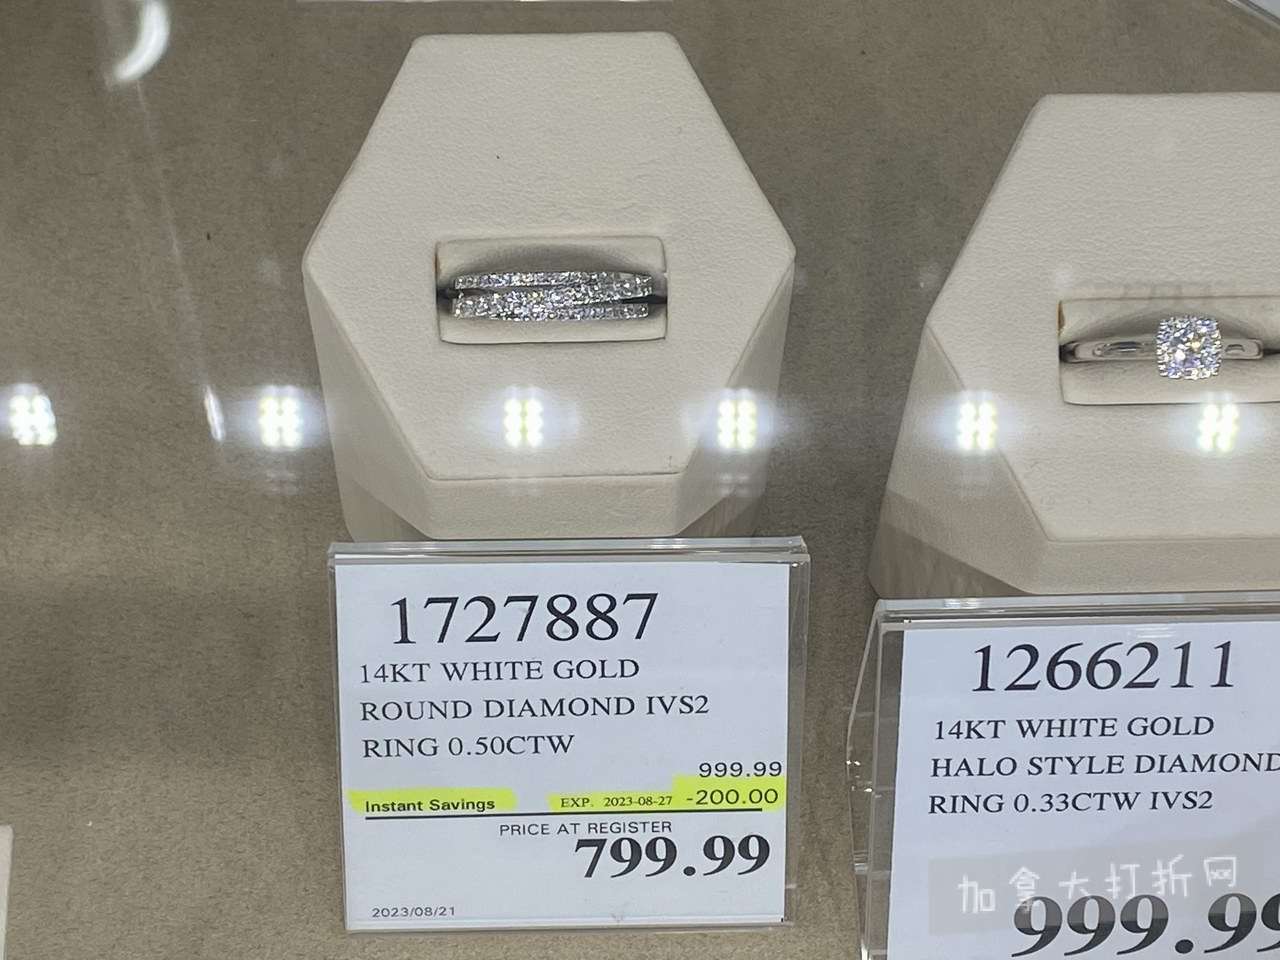 1727887
14KT WHITE GOLD
ROUND DIAMOND IVS2
RING 0.50CTW
999.99
Instant Savings EXP. 2023-08-27 -200.00
PRICE AT REGISTER
799.99
2023/08/21
1266211
14KT WHITE GOLD
HALO STYLE DIAMOND
RING 0.33CTW IVS2
加拿大打折网
999.99